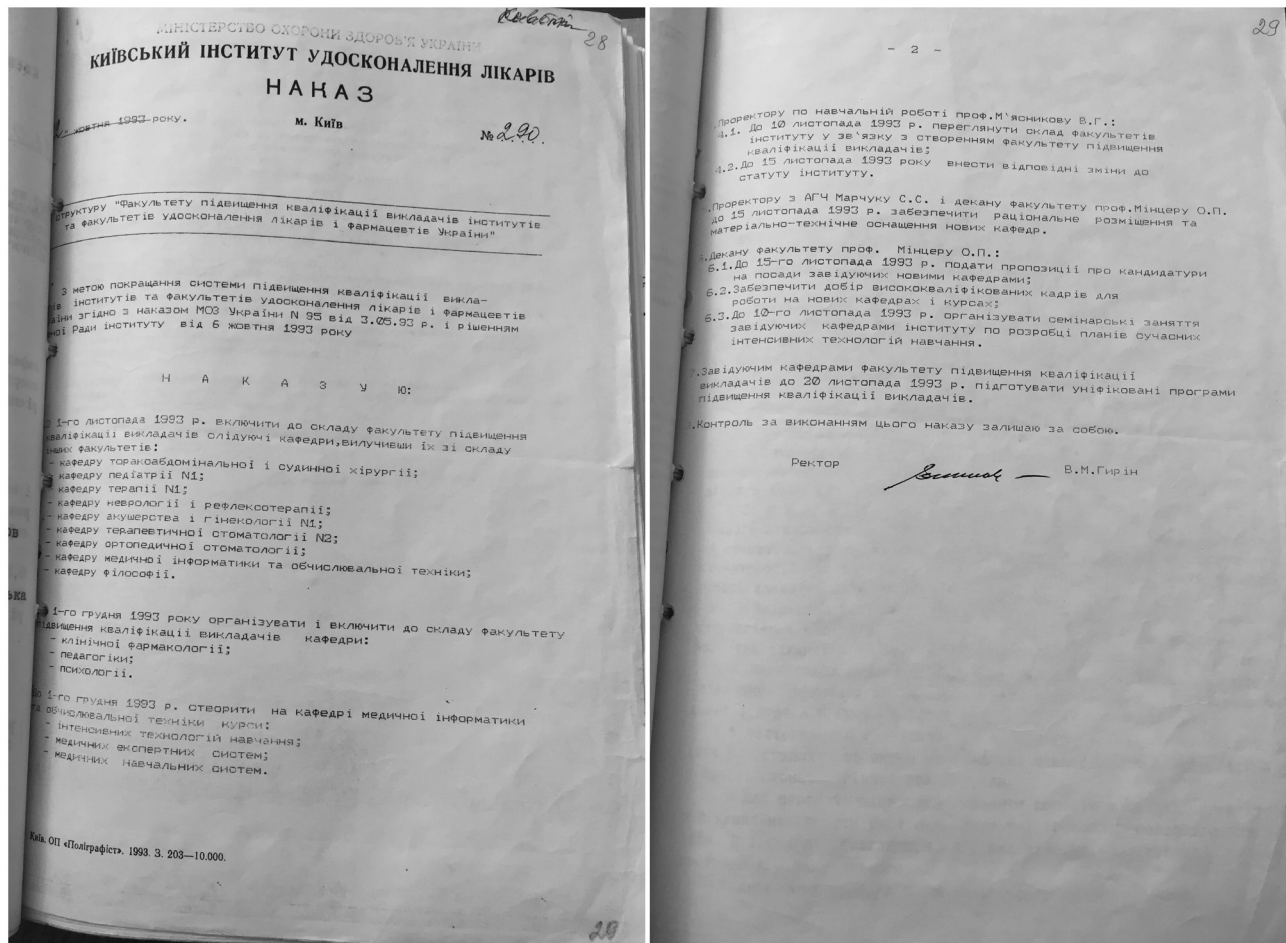 28
МІНІСТЕРСТВО ОХОРОНИ ЗДОРОВ'Я УКРАЇНИ
КИЇВСЬКИЙ ІНСТИТУТ УДОСКОНАЛЕННЯ ЛІКАРІВ
НАКАЗ
жовтня 1993 року.
м. Київ
№ 290.
структуру "Факультету підвищення кваліфікації викладачів інститутів
та факультетів удосконалення лікарів і фармацевтів України"
З метою покращання системи підвищення кваліфікації викла-
інститутів та факультетів удосконалення лікарів і фармацевтів
згідно з наказом МОЗ України N 95 від 3.05.93 р. і рішенням
Ради інституту від 6 жовтня 1993 року
Н А К А З У Ю:
1-го листопада 1993 р. включити до складу факультету підвищення
кваліфікації викладачів слідуючі кафедри,вилучивши їх зі складу
інших факультетів:
- кафедру торакоабдомінальної і судинної хірургії;
- кафедру педіатрії N1;
- кафедру терапії N1;
- кафедру неврології і рефлексотерапії;
- кафедру акушерства і гінекології N1;
- кафедру терапевтичної стоматології N2;
- кафедру ортопедичної стоматології;
- кафедру медичної інформатики та обчислювальної техніки;
- кафедру філософії.
1-го грудня 1993 року організувати і включити до складу факультету
підвищення кваліфікації викладачів кафедри:
- клінічної фармакології;
- педагогіки;
- психології.
До 1-го грудня 1993 р. створити на кафедрі медичної інформатики
та обчислювальної техніки курси:
- інтенсивних технологій навчання;
- медичних експертних систем;
- медичних навчальних систем.
Київ. ОП «Поліграфіст». 1993. З. 203—10.000.
29
29
- 2 -
.Проректору по навчальній роботі проф.М'ясникову В.Г.:
4.1. До 10 листопада 1993 р. переглянути склад факультетів
інституту у зв'язку з створенням факультету підвищення
кваліфікації викладачів;
4.2.До 15 листопада 1993 року внести відповідні зміни до
статуту інституту.
.Проректору з АГЧ Марчуку С.С. і декану факультету проф.Мінцеру О.П.
до 15 листопада 1993 р. забезпечити раціональне розміщення та
матеріально-технічне оснащення нових кафедр.
.Декану факультету проф. Мінцеру О.П.:
6.1.До 15-го листопада 1993 р. подати пропозиції про кандидатури
на посади завідуючих новими кафедрами;
6.2.Забезпечити добір висококваліфікованих кадрів для
роботи на нових кафедрах і курсах;
6.3.До 10-го листопада 1993 р. організувати семінарські заняття
завідуючих кафедрами інституту по розробці планів сучасних
інтенсивних технологій навчання.
.Завідуючим кафедрами факультету підвищення кваліфікації
викладачів до 20 листопада 1993 р. підготувати уніфіковані програми
підвищення кваліфікації викладачів.
.Контроль за виконанням цього наказу залишаю за собою.
Ректор В.М.Гирін